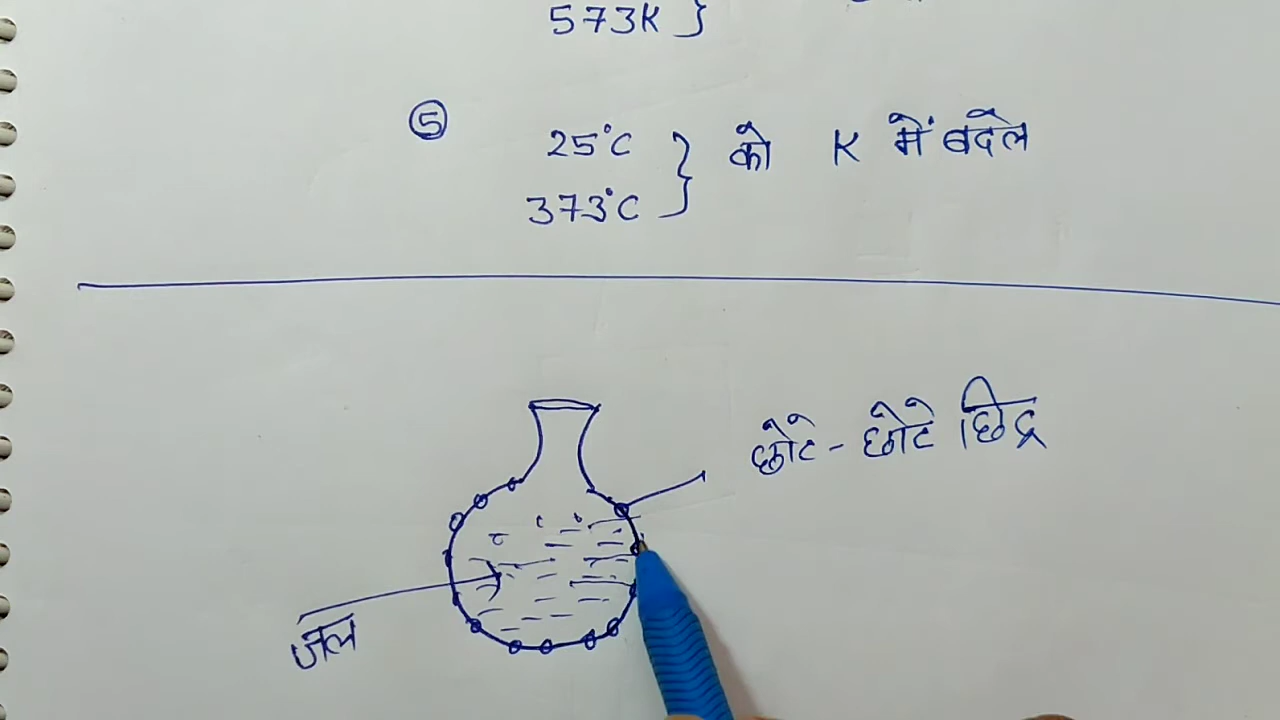 573K }
⑤
25°C } को K में बदले
373°C
छोटे-छोटे छिद्र
जल